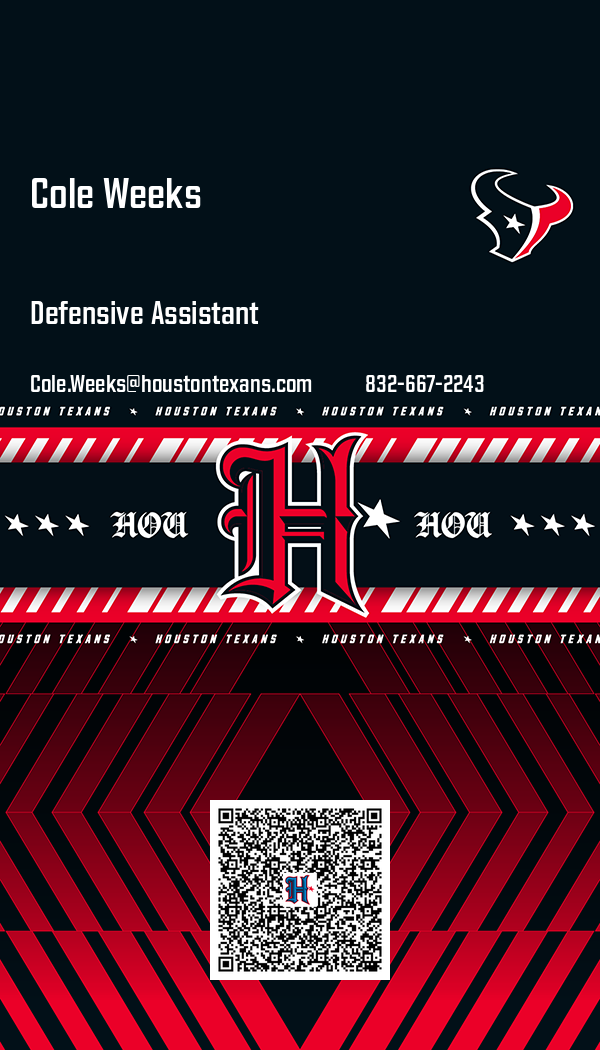 Cole Weeks
Defensive Assistant
Cole.Weeks@houstontexans.com 832-667-2243
OUSTON TEXANS ★ HOUSTON TEXANS ★ HOUSTON TEXANS ★ HOUSTON TEXAN
★ ★ ★ HOU H★ HOU ★ ★ ★
OUSTON TEXANS ★ HOUSTON TEXANS ★ HOUSTON TEXANS ★ HOUSTON TEXAN
H